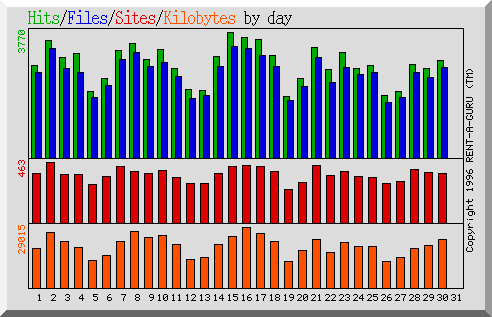 Hits/Files/Sites/Kilobytes by day
3770
463
29015
Copyright 1996 RENT-A-GURU (TM)
1 2 3 4 5 6 7 8 9 10 11 12 13 14 15 16 17 18 19 20 21 22 23 24 25 26 27 28 29 30 31